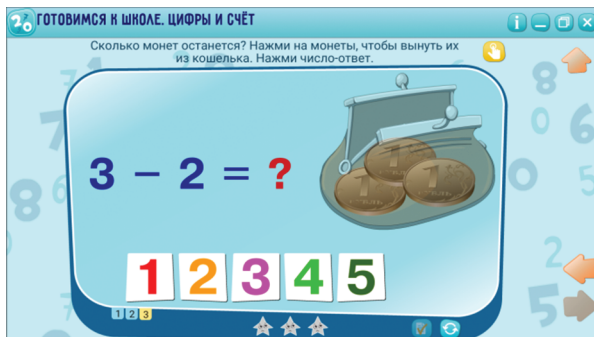 ГОТОВИМСЯ К ШКОЛЕ. ЦИФРЫ И СЧЁТ
Сколько монет останется? Нажми на монеты, чтобы вынуть их
из кошелька. Нажми число-ответ.
3 – 2 = ?
1 2 3 4 5
1 2 3